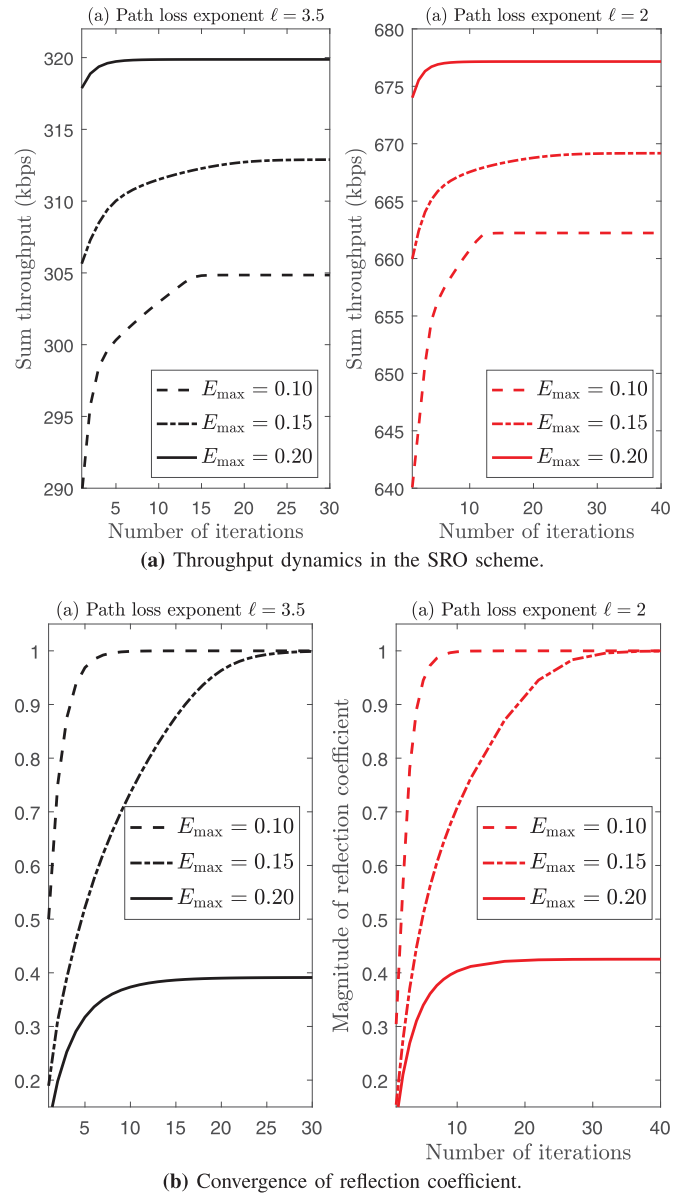 (a) Path loss exponent ℓ = 3.5
(a) Path loss exponent ℓ = 2
Sum throughput (kbps)
320
315
310
305
300
295
290
5
10
15
20
25
30
Number of iterations
E_max = 0.10
E_max = 0.15
E_max = 0.20
Sum throughput (kbps)
680
675
670
665
660
655
650
645
640
10
20
30
40
Number of iterations
E_max = 0.10
E_max = 0.15
E_max = 0.20
(a) Throughput dynamics in the SRO scheme.
(a) Path loss exponent ℓ = 3.5
(a) Path loss exponent ℓ = 2
1
0.9
0.8
0.7
0.6
0.5
0.4
0.3
0.2
5
10
15
20
25
30
E_max = 0.10
E_max = 0.15
E_max = 0.20
Magnitude of reflection coefficient
1
0.9
0.8
0.7
0.6
0.5
0.4
0.3
0.2
10
20
30
40
Number of iterations
E_max = 0.10
E_max = 0.15
E_max = 0.20
(b) Convergence of reflection coefficient.